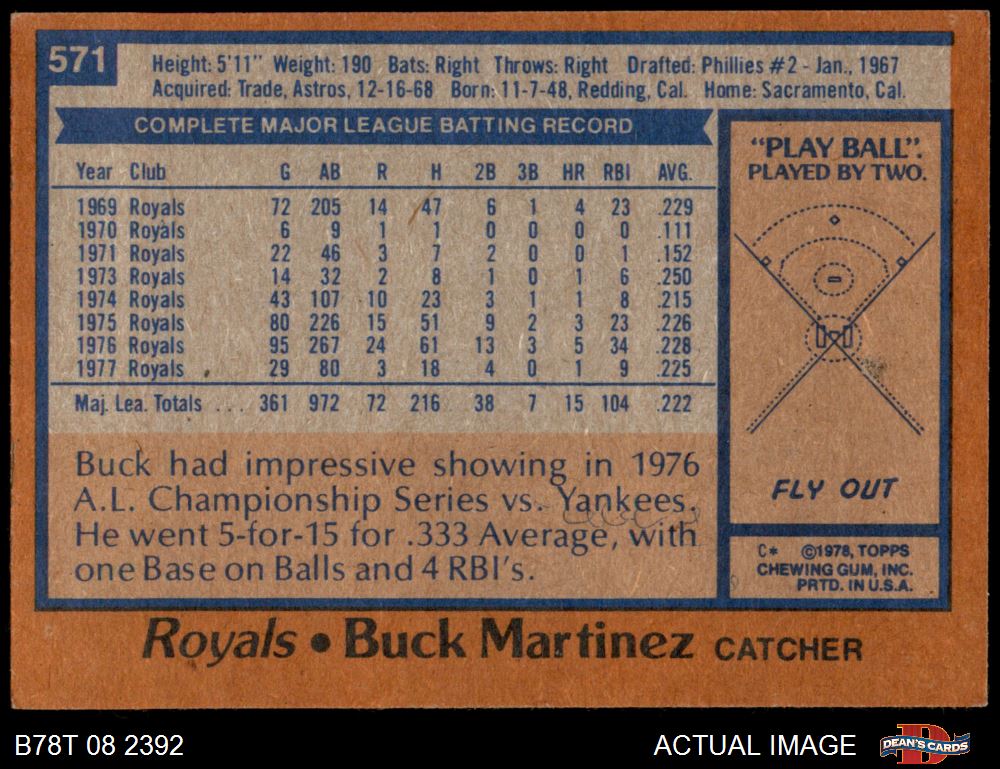 571
Height: 5'11" Weight: 190 Bats: Right Throws: Right Drafted: Phillies #2 - Jan., 1967
Acquired: Trade, Astros, 12-16-68 Born: 11-7-48, Redding, Cal. Home: Sacramento, Cal.
COMPLETE MAJOR LEAGUE BATTING RECORD
Year Club G AB R H 2B 3B HR RBI AVG.
1969 Royals 72 205 14 47 6 1 4 23 .229
1970 Royals 6 9 1 1 0 0 0 0 .111
1971 Royals 22 46 3 7 2 0 0 1 .152
1973 Royals 14 32 2 8 1 0 1 6 .250
1974 Royals 43 107 10 23 3 1 1 8 .215
1975 Royals 80 226 15 51 9 2 3 23 .226
1976 Royals 95 267 24 61 13 3 5 34 .228
1977 Royals 29 80 3 18 4 0 1 9 .225
Maj. Lea. Totals ... 361 972 72 216 38 7 15 104 .222
Buck had impressive showing in 1976
A.L. Championship Series vs. Yankees.
He went 5-for-15 for .333 Average, with
one Base on Balls and 4 RBI's.
"PLAY BALL".
PLAYED BY TWO.
FLY OUT
C* ©1978, TOPPS
CHEWING GUM, INC.
PRTD. IN U.S.A.
Royals • Buck Martinez CATCHER
B78T 08 2392
ACTUAL IMAGE
DEAN'S CARDS